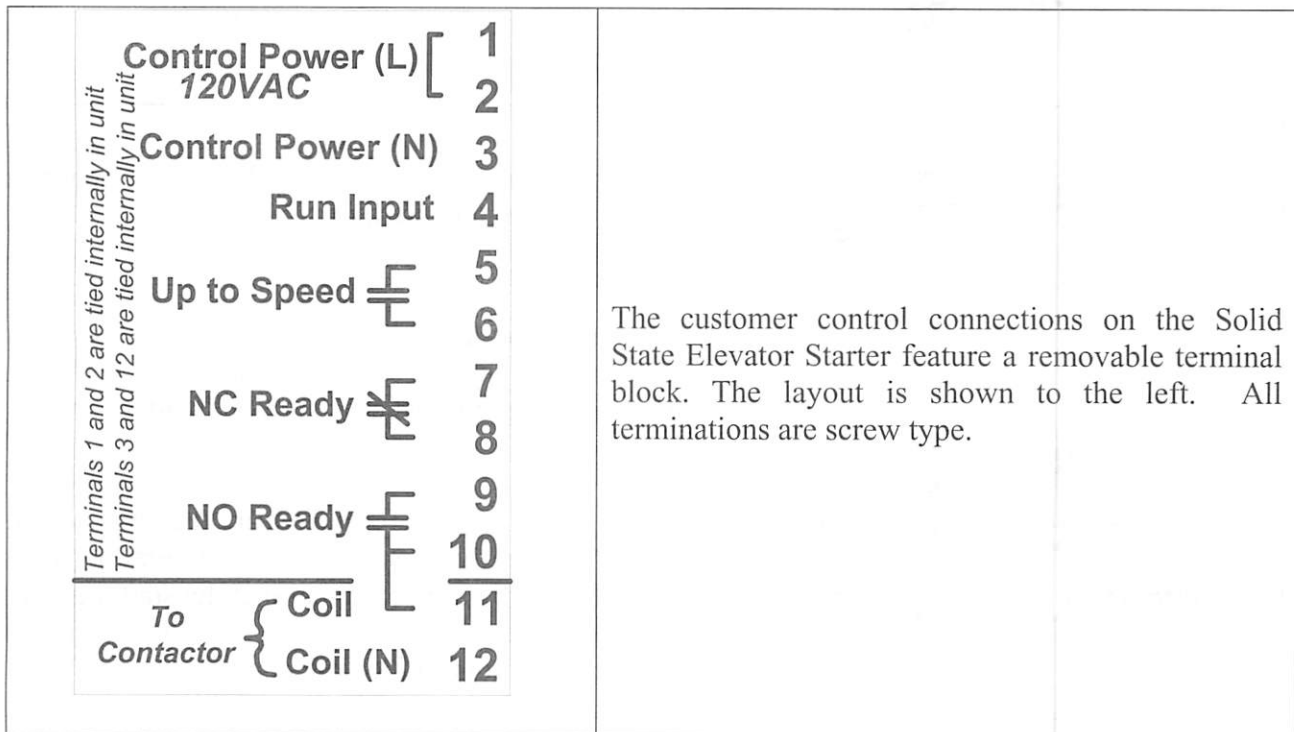 Terminals 1 and 2 are tied internally in unit
Terminals 3 and 12 are tied internally in unit
Control Power (L) 1
120VAC 2
Control Power (N) 3
Run Input 4
Up to Speed 5
6
NC Ready 7
8
NO Ready 9
10
To Contactor
Coil 11
Coil (N) 12
The customer control connections on the Solid
State Elevator Starter feature a removable terminal
block. The layout is shown to the left. All
terminations are screw type.